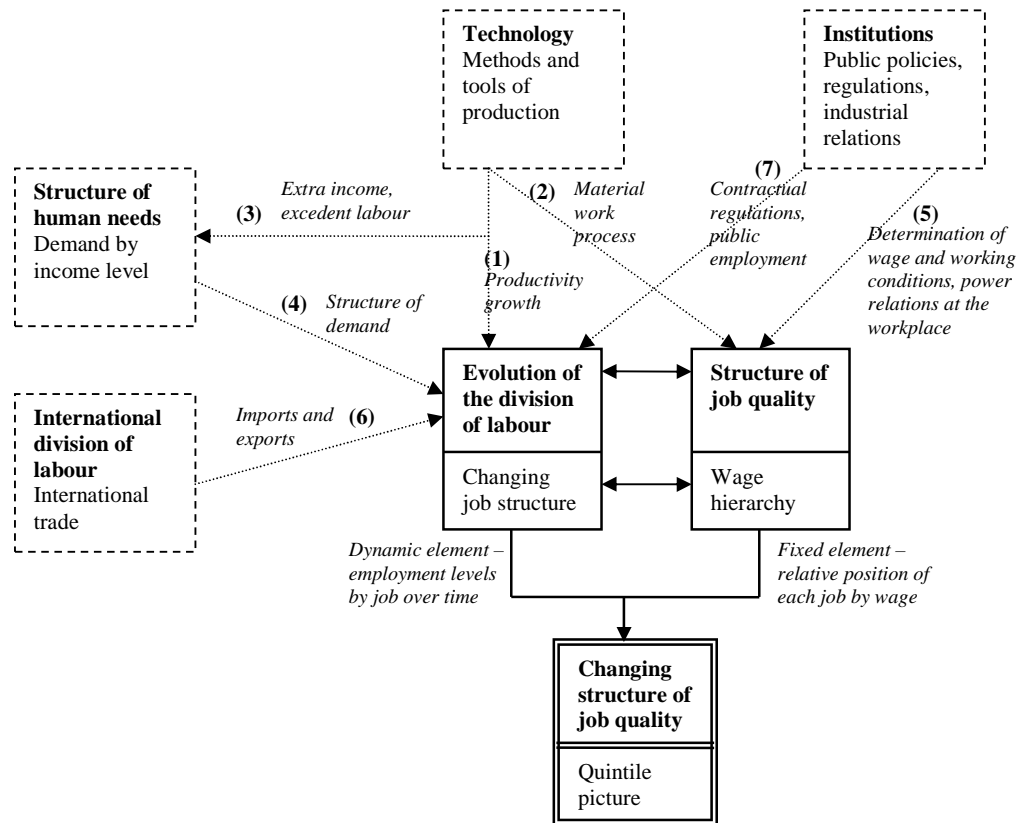 Technology
Methods and
tools of
production
Institutions
Public policies,
regulations,
industrial
relations
Structure of
human needs
Demand by
income level
(3)
Extra income,
excedent labour
(2)
Material
work
process
(7)
Contractual
regulations,
public
employment
(5)
Determination of
wage and working
conditions, power
relations at the
workplace
(1)
Productivity
growth
(4)
Structure of
demand
International
division of
labour
International
trade
Imports and
exports
(6)
Evolution of
the division
of labour
Changing
job structure
Structure of
job quality
Wage
hierarchy
Dynamic element –
employment levels
by job over time
Fixed element –
relative position of
each job by wage
Changing
structure of
job quality
Quintile
picture